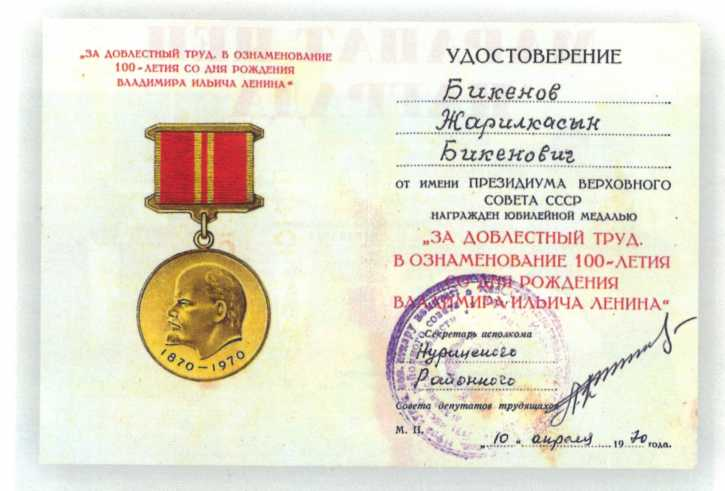 „ЗА ДОБЛЕСТНЫЙ ТРУД. В ОЗНАМЕНОВАНИЕ
100-ЛЕТИЯ СО ДНЯ РОЖДЕНИЯ
ВЛАДИМИРА ИЛЬИЧА ЛЕНИНА“
1870–1970
УДОСТОВЕРЕНИЕ
Бикенов
Жарилкасын
Бикенович
ОТ ИМЕНИ ПРЕЗИДИУМА ВЕРХОВНОГО
СОВЕТА СССР
НАГРАЖДЕН ЮБИЛЕЙНОЙ МЕДАЛЬЮ
„ЗА ДОБЛЕСТНЫЙ ТРУД.
В ОЗНАМЕНОВАНИЕ 100-ЛЕТИЯ
СО ДНЯ РОЖДЕНИЯ
ВЛАДИМИРА ИЛЬИЧА ЛЕНИНА“
Секретарь исполкома
Районного
Совета депутатов трудящихся
М. П.
„10“ апреля 1970 года.